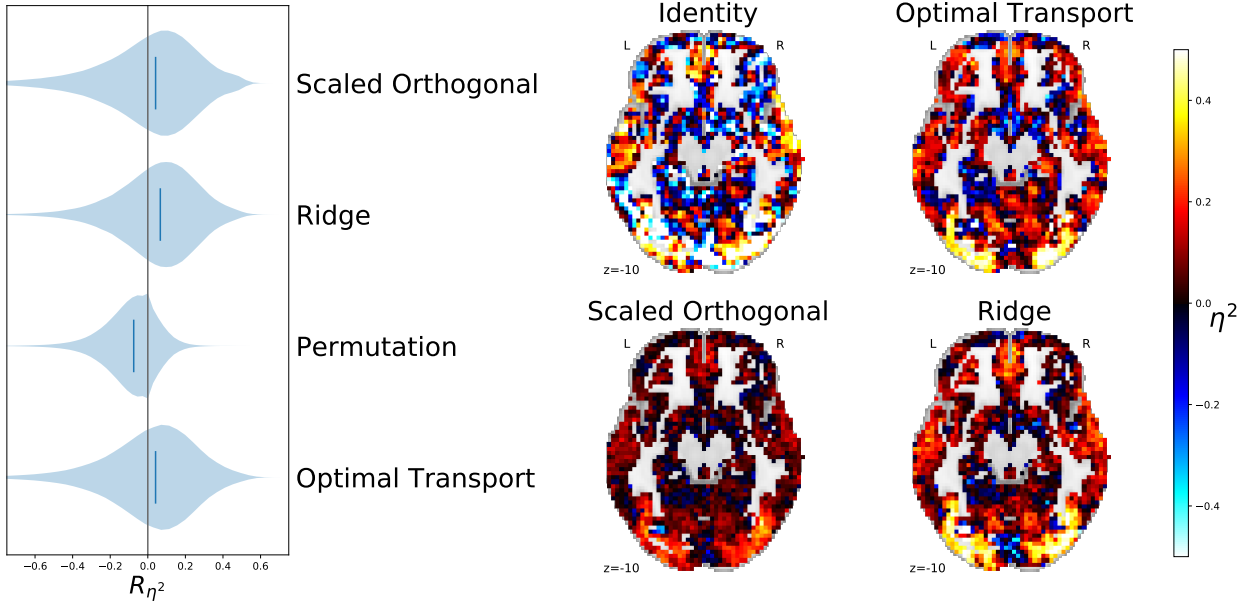 Scaled Orthogonal
Ridge
Permutation
Optimal Transport
−0.6 −0.4 −0.2 0.0 0.2 0.4 0.6
Rη²
Identity
L R
z=-10
Optimal Transport
z=-10
Scaled Orthogonal
L R
z=-10
Ridge
L R
z=-10
L R
0.4
0.2
0.0
−0.2
−0.4
η²